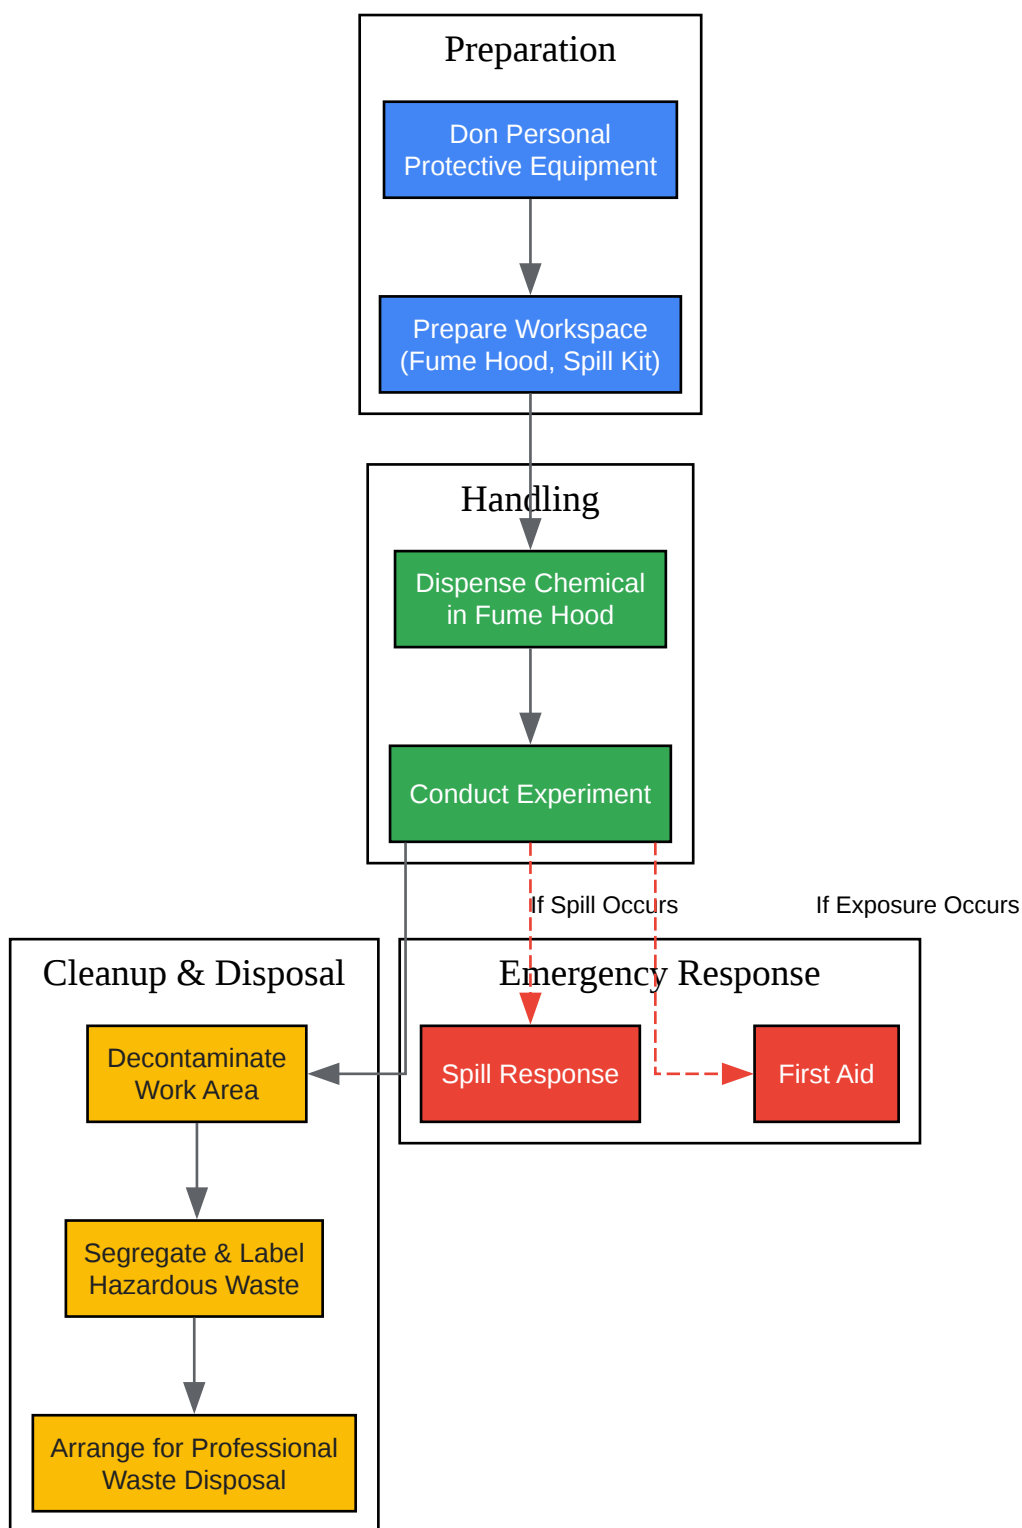 Preparation
Don Personal
Protective Equipment
Prepare Workspace
(Fume Hood, Spill Kit)
Handling
Dispense Chemical
in Fume Hood
Conduct Experiment
If Spill Occurs
If Exposure Occurs
Cleanup & Disposal
Emergency Response
Decontaminate
Work Area
Spill Response
First Aid
Segregate & Label
Hazardous Waste
Arrange for Professional
Waste Disposal